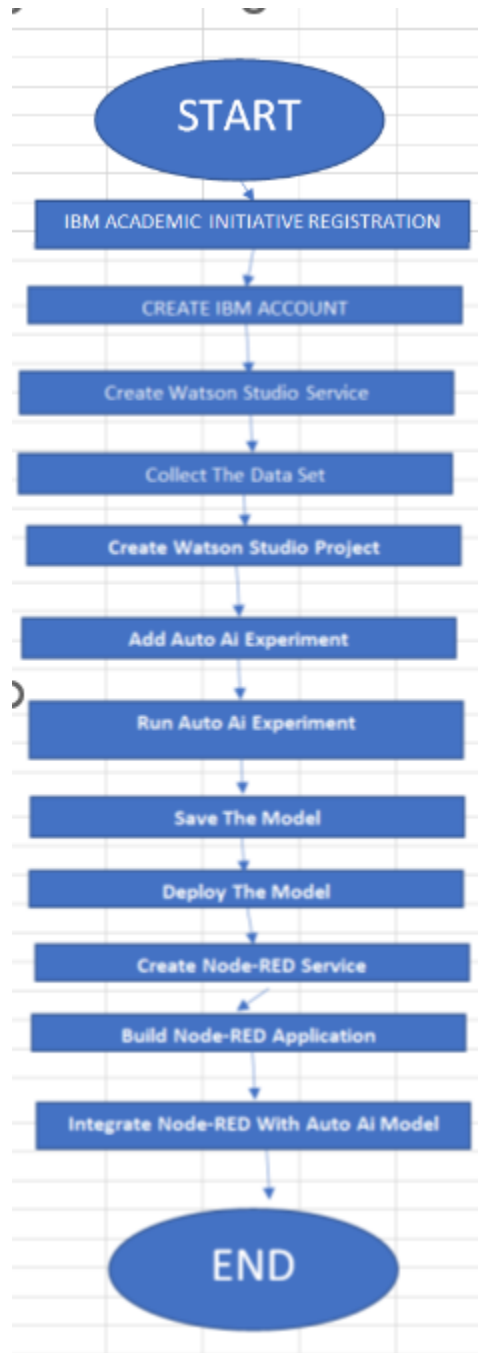 START
IBM ACADEMIC INITIATIVE REGISTRATION
CREATE IBM ACCOUNT
Create Watson Studio Service
Collect The Data Set
Create Watson Studio Project
Add Auto Ai Experiment
Run Auto Ai Experiment
Save The Model
Deploy The Model
Create Node-RED Service
Build Node-RED Application
Integrate Node-RED With Auto Ai Model
END